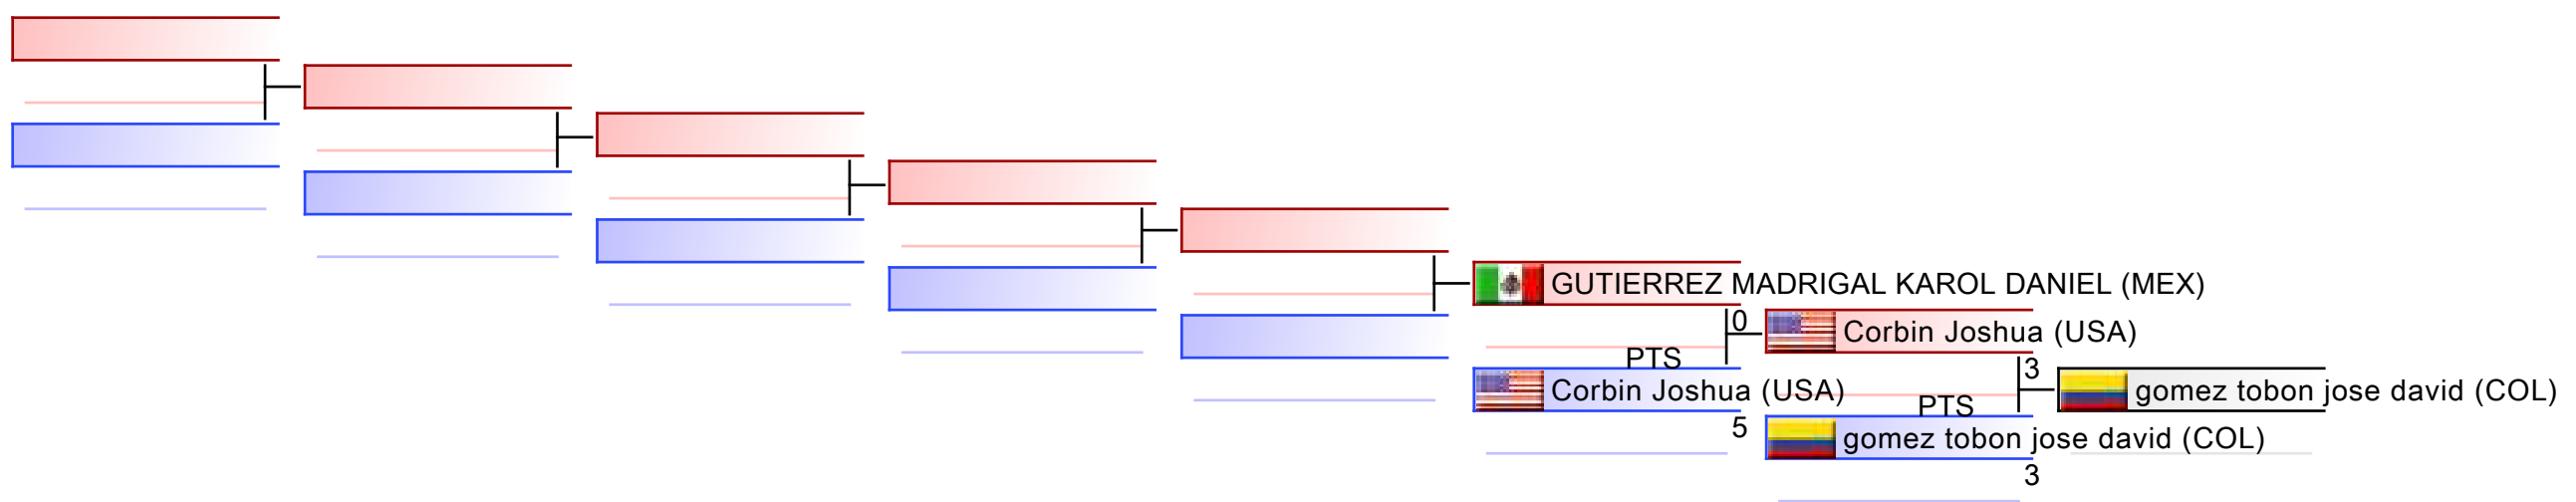 GUTIERREZ MADRIGAL KAROL DANIEL (MEX)
0
PTS
Corbin Joshua (USA)
5
Corbin Joshua (USA)
3
PTS
gomez tobon jose david (COL)
3
gomez tobon jose david (COL)